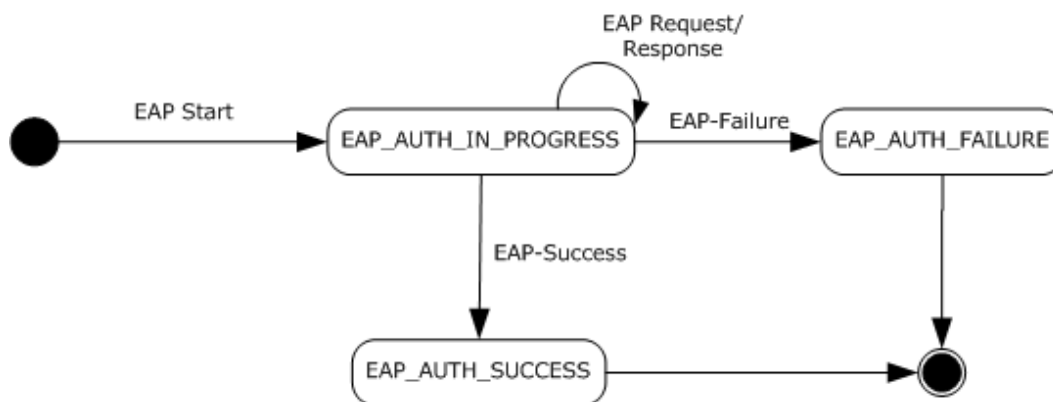 EAP Request/
Response
EAP Start
EAP-Failure
EAP_AUTH_IN_PROGRESS
EAP_AUTH_FAILURE
EAP-Success
EAP_AUTH_SUCCESS